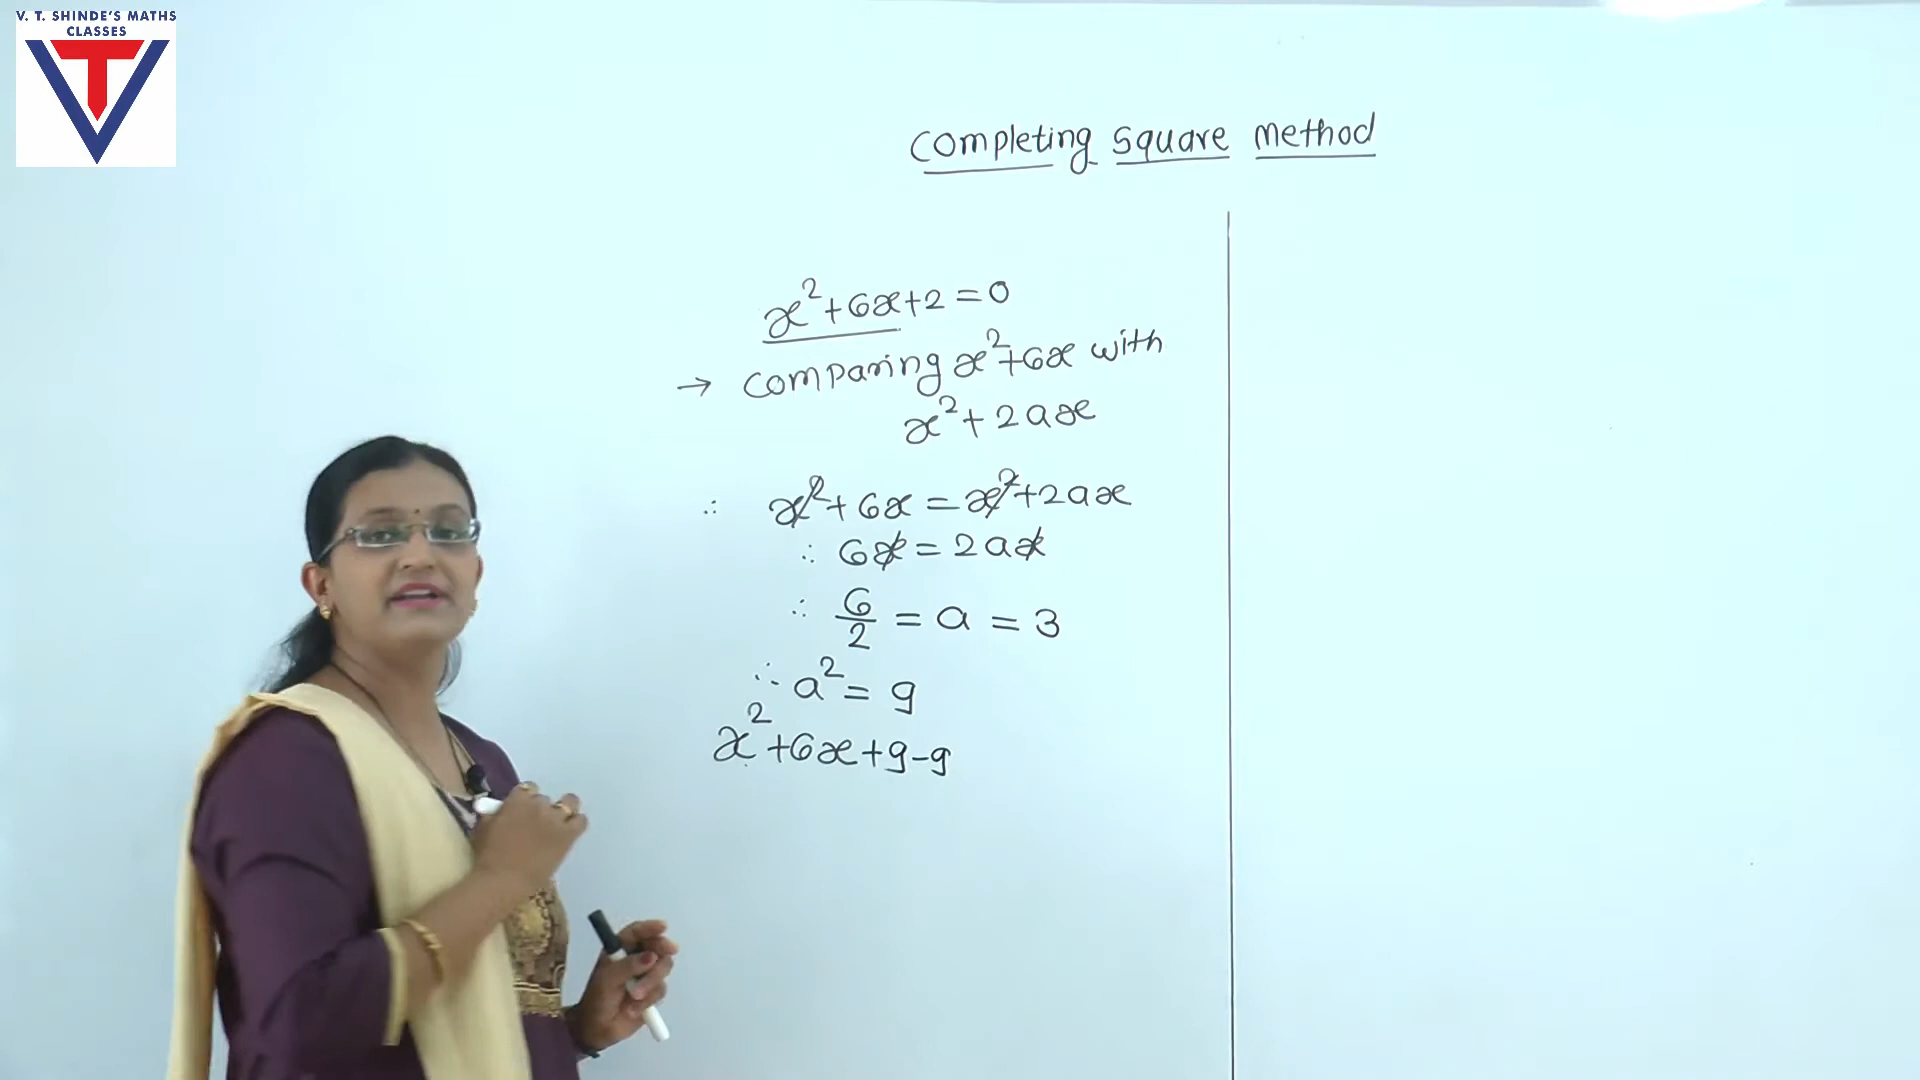 V. T. SHINDE'S MATHS
CLASSES
VT
Completing square method
x²+6x+2=0
→ comparing x²+6x with
x²+2ax
∴ x²+6x=x²+2ax
∴ 6x=2ax
∴ 6/2 = a = 3
∴ a² = 9
x²+6x+9-9